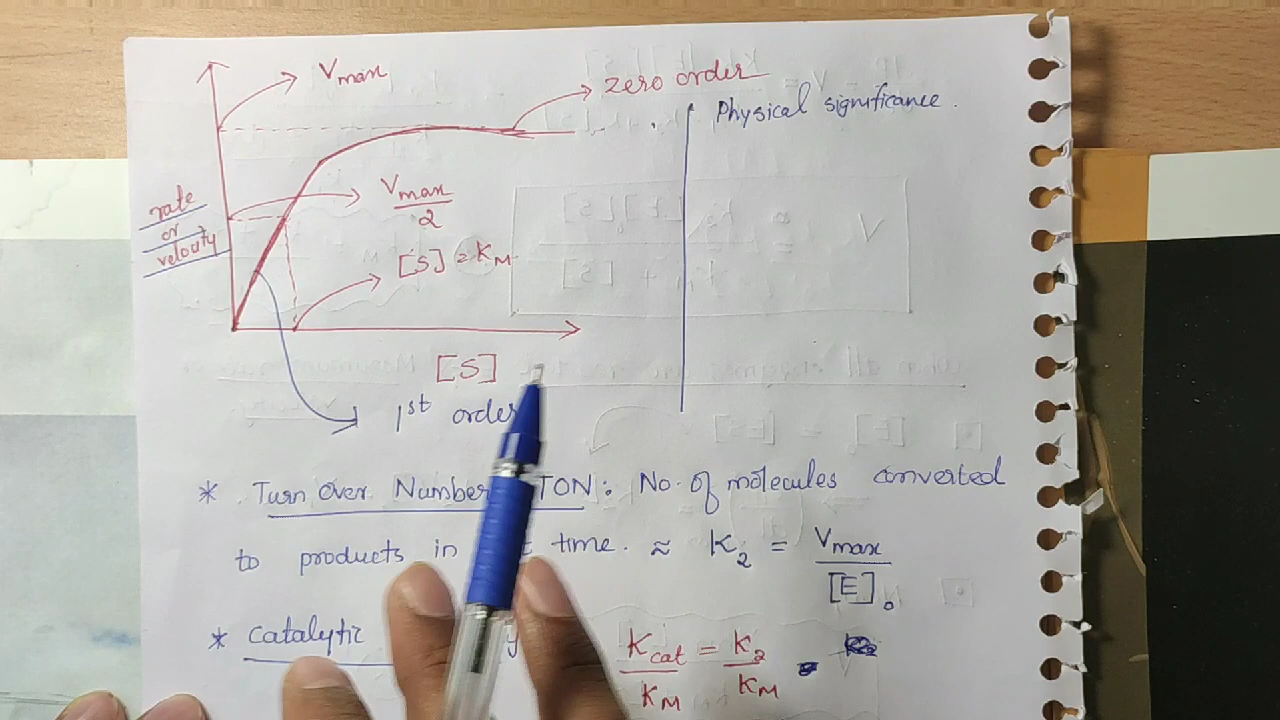 Vmax
zero order
Physical significance.
rate
or
velocity
Vmax
2
[S] = KM
[S]
1st order
* Turn Over Number TON: No. of molecules converted
to products in time. ≈ K2 = Vmax
[E]0
* Catalytic
Kcat = k2
KM KM